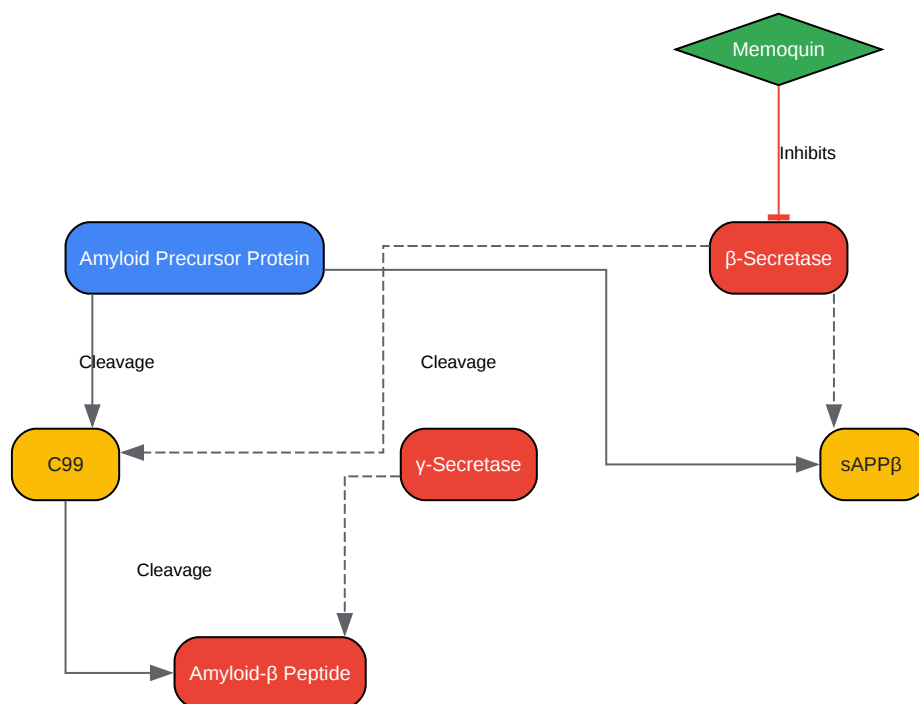 Memoquin
Inhibits
Amyloid Precursor Protein
β-Secretase
Cleavage
Cleavage
C99
γ-Secretase
sAPPβ
Cleavage
Amyloid-β Peptide